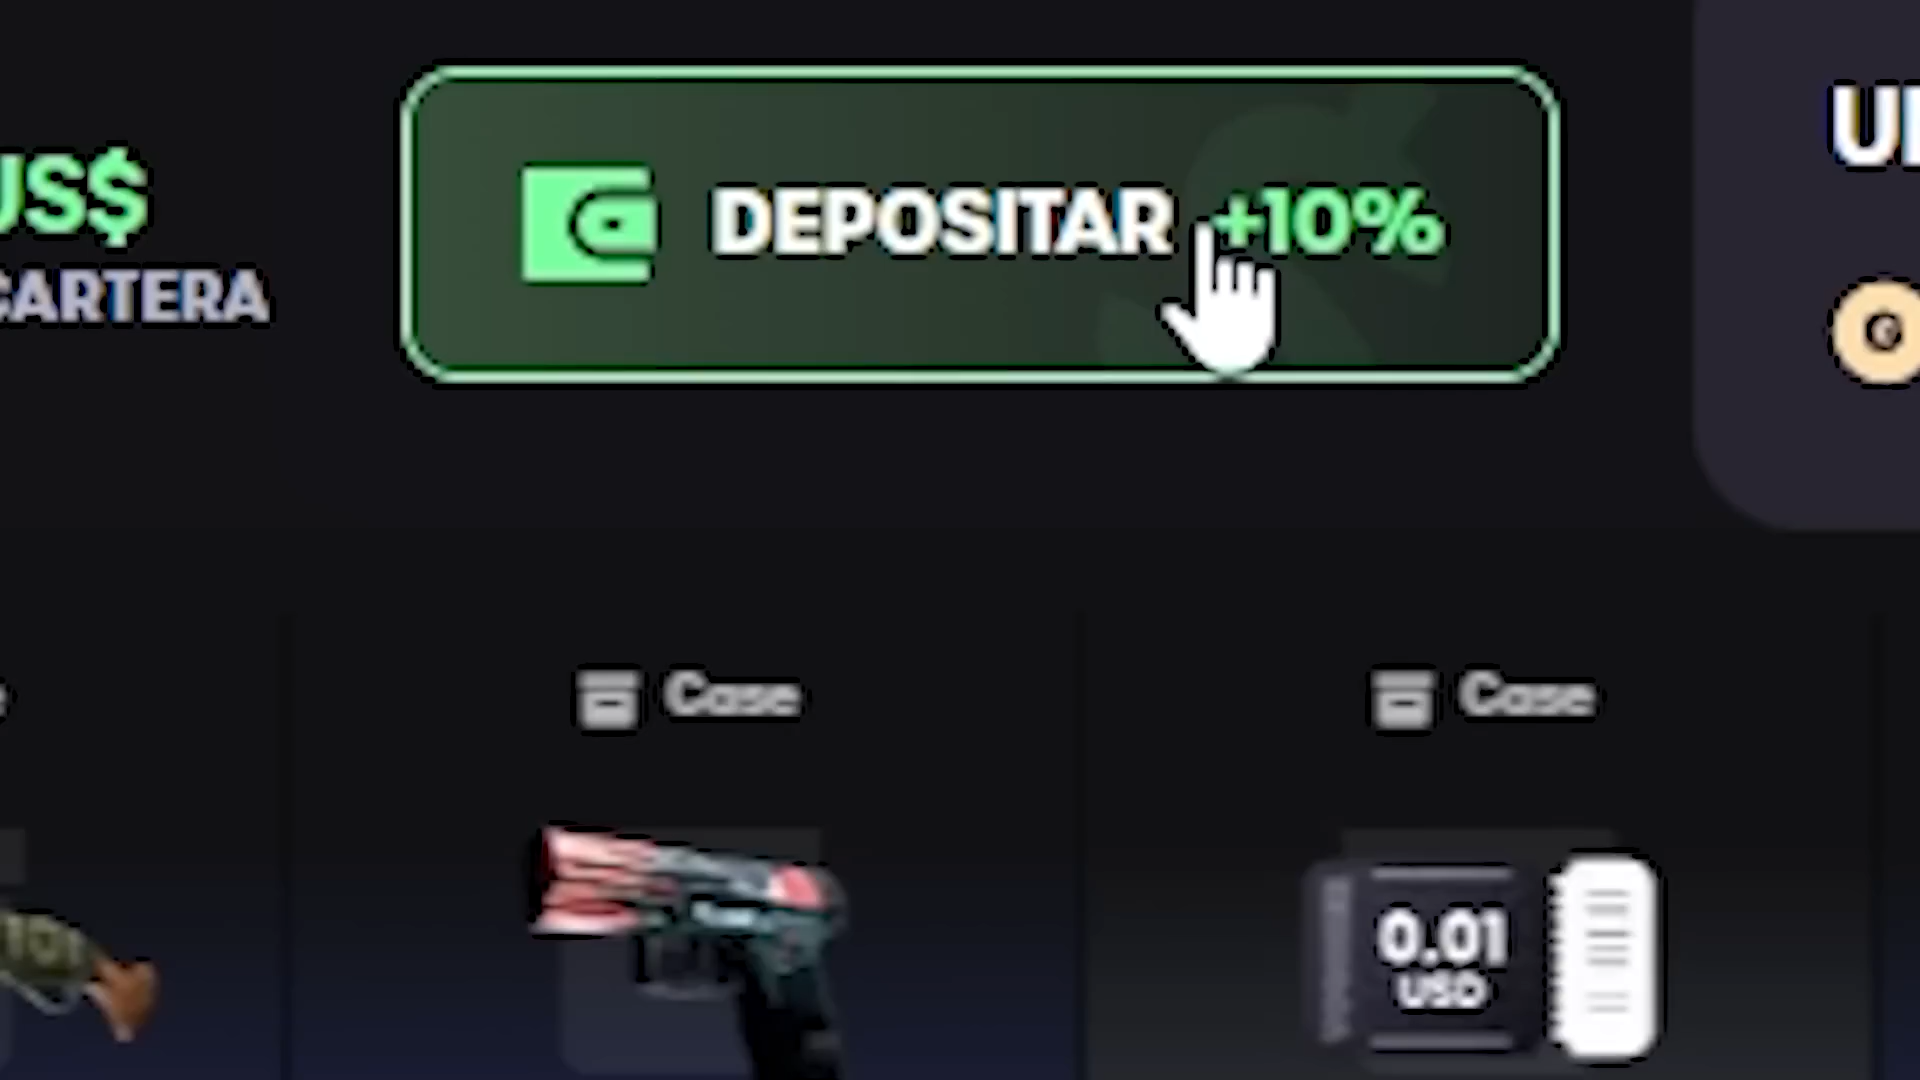 US$
CARTERA
DEPOSITAR +10%
Case
Case
0.01
USD